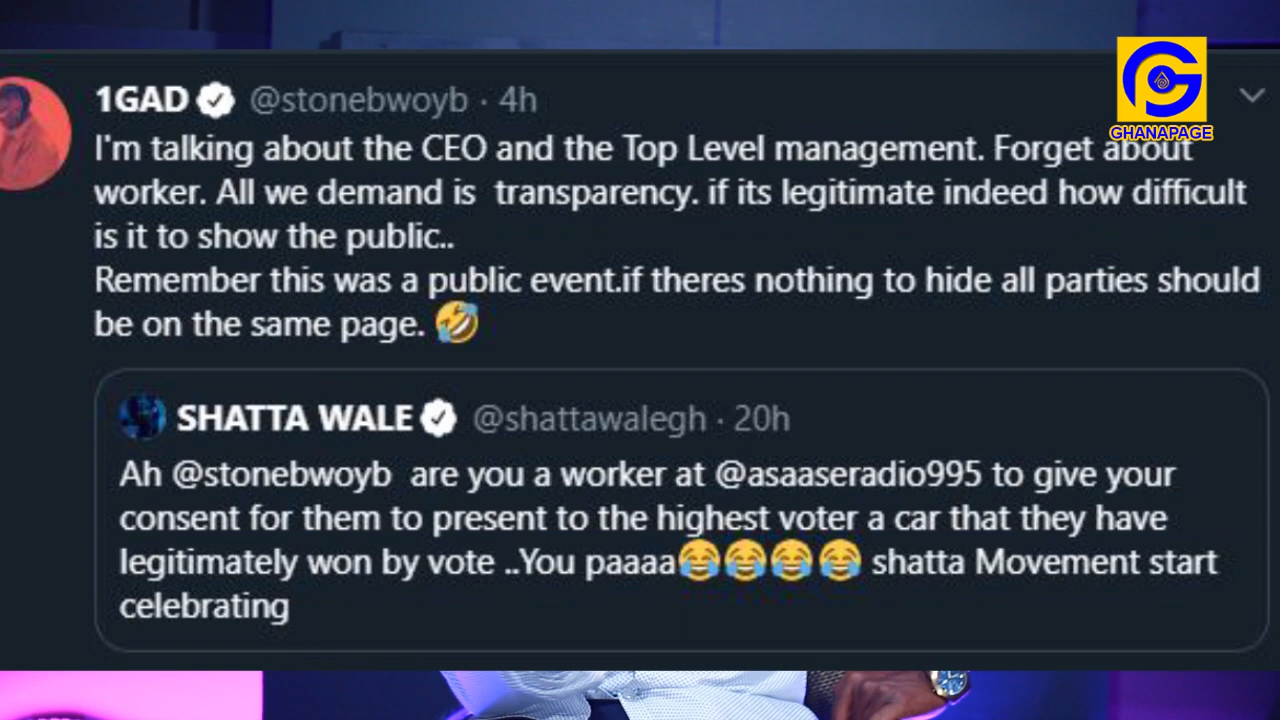 1GAD @stonebwoyb · 4h
I'm talking about the CEO and the Top Level management. Forget about
worker. All we demand is  transparency. if its legitimate indeed how difficult
is it to show the public..
Remember this was a public event.if theres nothing to hide all parties should
be on the same page. 🤣
SHATTA WALE @shattawalegh · 20h
Ah @stonebwoyb  are you a worker at @asaaseradio995 to give your
consent for them to present to the highest voter a car that they have
legitimately won by vote ..You paaaa😂😂😂😂 shatta Movement start
celebrating
GHANAPAGE